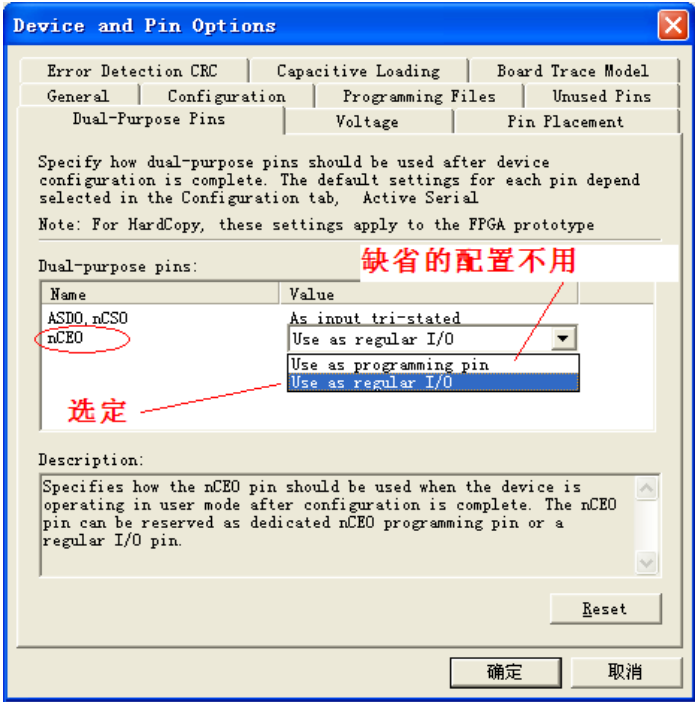 Device and Pin Options
Error Detection CRC
Capacitive Loading
Board Trace Model
General
Configuration
Programming Files
Unused Pins
Dual-Purpose Pins
Voltage
Pin Placement
Specify how dual-purpose pins should be used after device
configuration is complete. The default settings for each pin depend
selected in the Configuration tab, Active Serial
Note: For HardCopy, these settings apply to the FPGA prototype
Dual-purpose pins:
缺省的配置不用
Name
Value
ASDO,nCSO
As input tri-stated
nCEO
Use as regular I/O
Use as programming pin
Use as regular I/O
选定
Description:
Specifies how the nCEO pin should be used when the device is
operating in user mode after configuration is complete. The nCEO
pin can be reserved as dedicated nCEO programming pin or a
regular I/O pin.
Reset
确定
取消